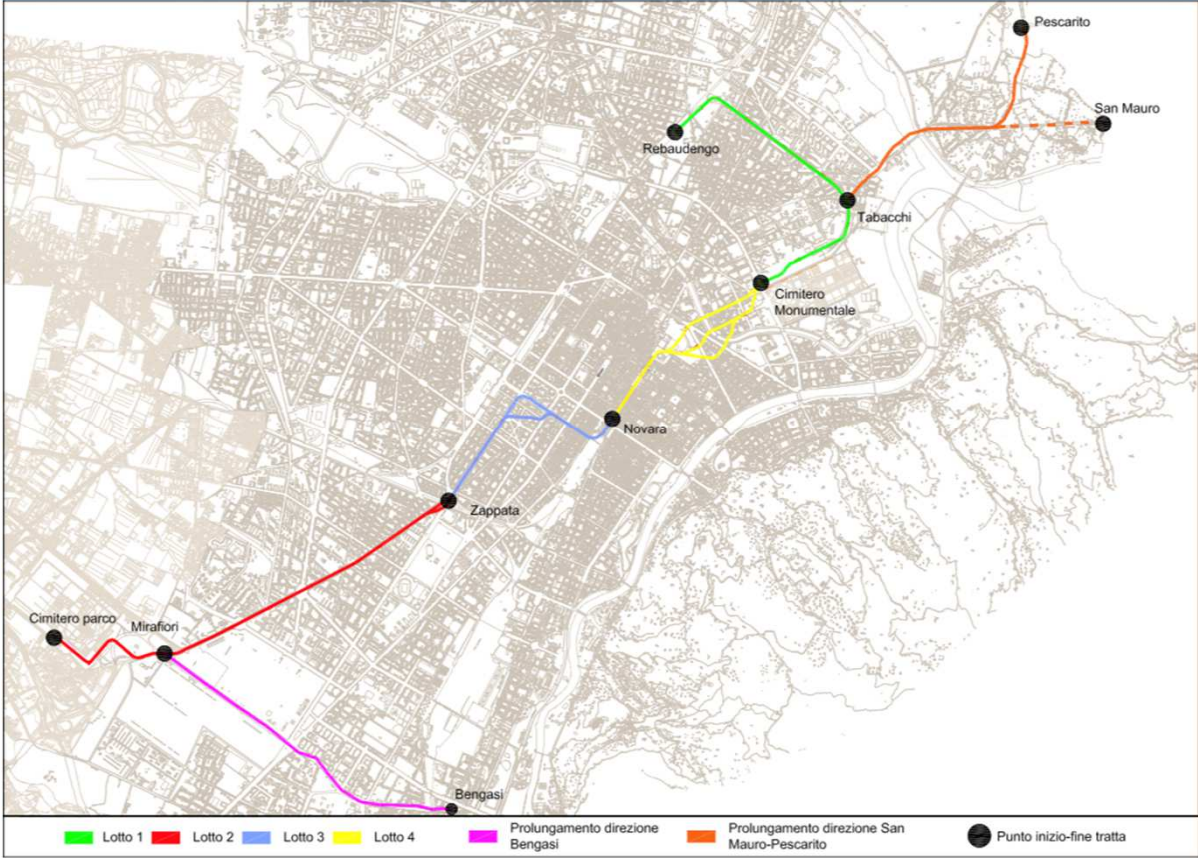 Pescarito
San Mauro
Rebaudengo
Tabacchi
Cimitero
Monumentale
Novara
Zappata
Cimitero parco
Mirafiori
Bengasi
Lotto 1
Lotto 2
Lotto 3
Lotto 4
Prolungamento direzione
Bengasi
Prolungamento direzione San
Mauro-Pescarito
Punto inizio-fine tratta